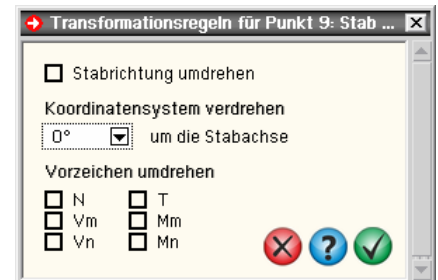 Transformationsregeln für Punkt 9: Stab ...
Stabrichtung umdrehen
Koordinatensystem verdrehen
0° um die Stabachse
Vorzeichen umdrehen
N T
Vm Mm
Vn Mn